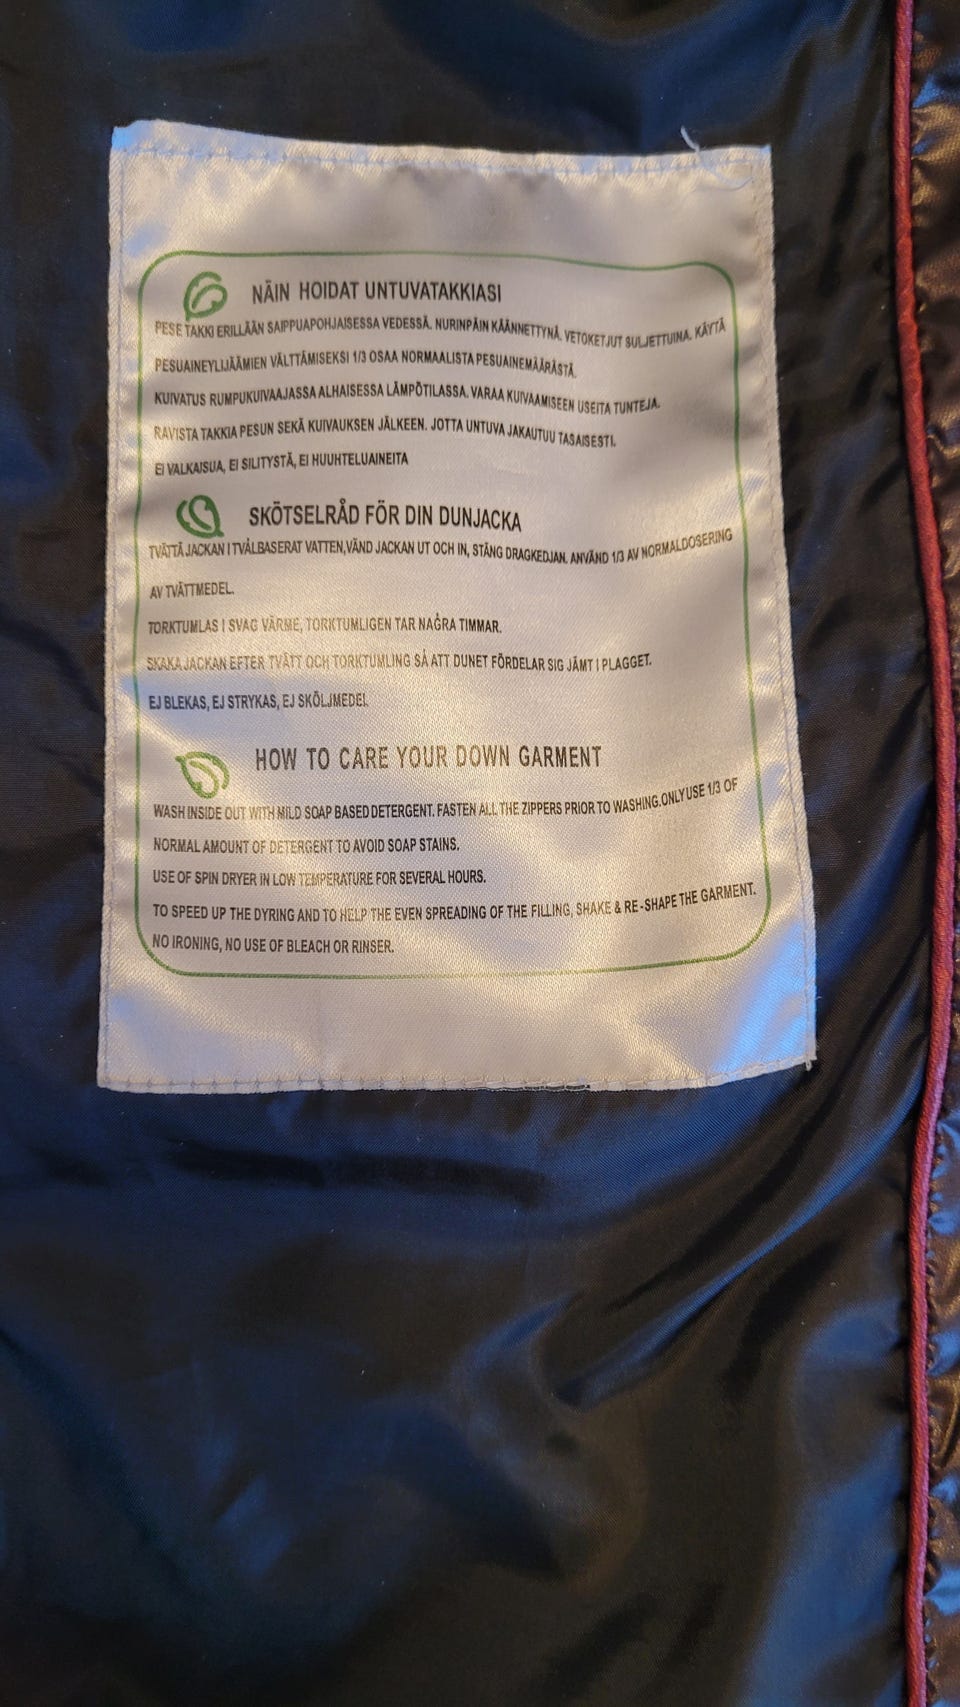 NÄIN HOIDAT UNTUVATAKKIASI
PESE TAKKI ERILLÄÄN SAIPPUAPOHJAISESSA VEDESSÄ. NURINPÄIN KÄÄNNETTYNÄ. VETOKETJUT SULJETTUINA. KÄYTÄ
PESUAINEYLIJÄÄMIEN VÄLTTÄMISEKSI 1/3 OSAA NORMAALISTA PESUAINEMÄÄRÄSTÄ.
KUIVATUS RUMPUKUIVAAJASSA ALHAISESSA LÄMPÖTILASSA. VARAA KUIVAAMISEEN USEITA TUNTEJA.
RAVISTA TAKKIA PESUN SEKÄ KUIVAUKSEN JÄLKEEN. JOTTA UNTUVA JAKAUTUU TASAISESTI.
EI VALKAISUA, EI SILITYSTÄ, EI HUUHTELUAINEITA
SKÖTSELRÅD FÖR DIN DUNJACKA
TVÄTTÄ JACKAN I TVÅLBASERAT VATTEN,VÄND JACKAN UT OCH IN, STÄNG DRAGKEDJAN. ANVÄND 1/3 AV NORMALDOSERING
AV TVÄTTMEDEL.
TORKTUMLAS I SVAG VÄRME, TORKTUMLIGEN TAR NAĞRA TIMMAR.
SKAKA JACKAN EFTER TVÄTT OCH TORKTUMLING SÅ ATT DUNET FÖRDELAR SIG JÄMT I PLAGGET.
EJ BLEKAS, EJ STRYKAS, EJ SKÖLJMEDEL
HOW TO CARE YOUR DOWN GARMENT
WASH INSIDE OUT WITH MILD SOAP BASED DETERGENT. FASTEN ALL THE ZIPPERS PRIOR TO WASHING.ONLY USE 1/3 OF
NORMAL AMOUNT OF DETERGENT TO AVOID SOAP STAINS.
USE OF SPIN DRYER IN LOW TEMPERATURE FOR SEVERAL HOURS.
TO SPEED UP THE DYRING AND TO HELP THE EVEN SPREADING OF THE FILLING, SHAKE & RE-SHAPE THE GARMENT.
NO IRONING, NO USE OF BLEACH OR RINSER.